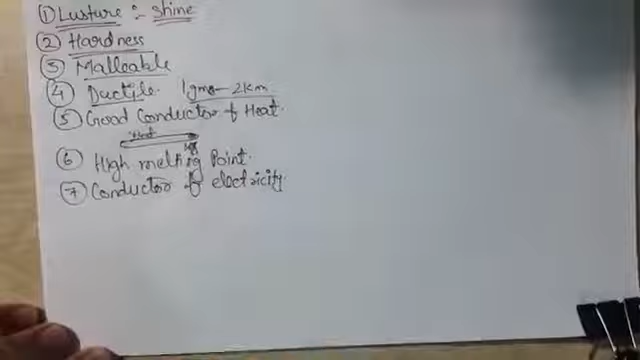 ① Lusture :- shine
② Hardness
③ Malleable
④ Ductile. 1gm - 2km
⑤ Good Conductor of Heat.
⑥ High melting Point.
⑦ Conductor of electricity